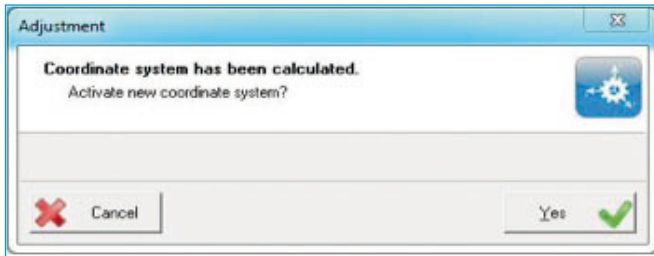 Adjustment
Coordinate system has been calculated.
Activate new coordinate system?
Cancel
Yes